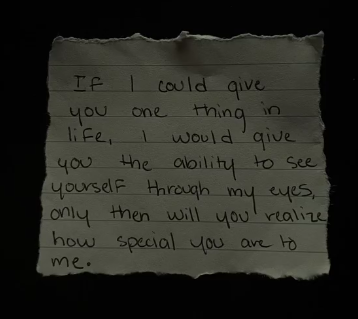 If I could give
you one thing in
life, I would give
you the ability to see
yourself through my eyes,
only then will you realize
how special you are to
me.